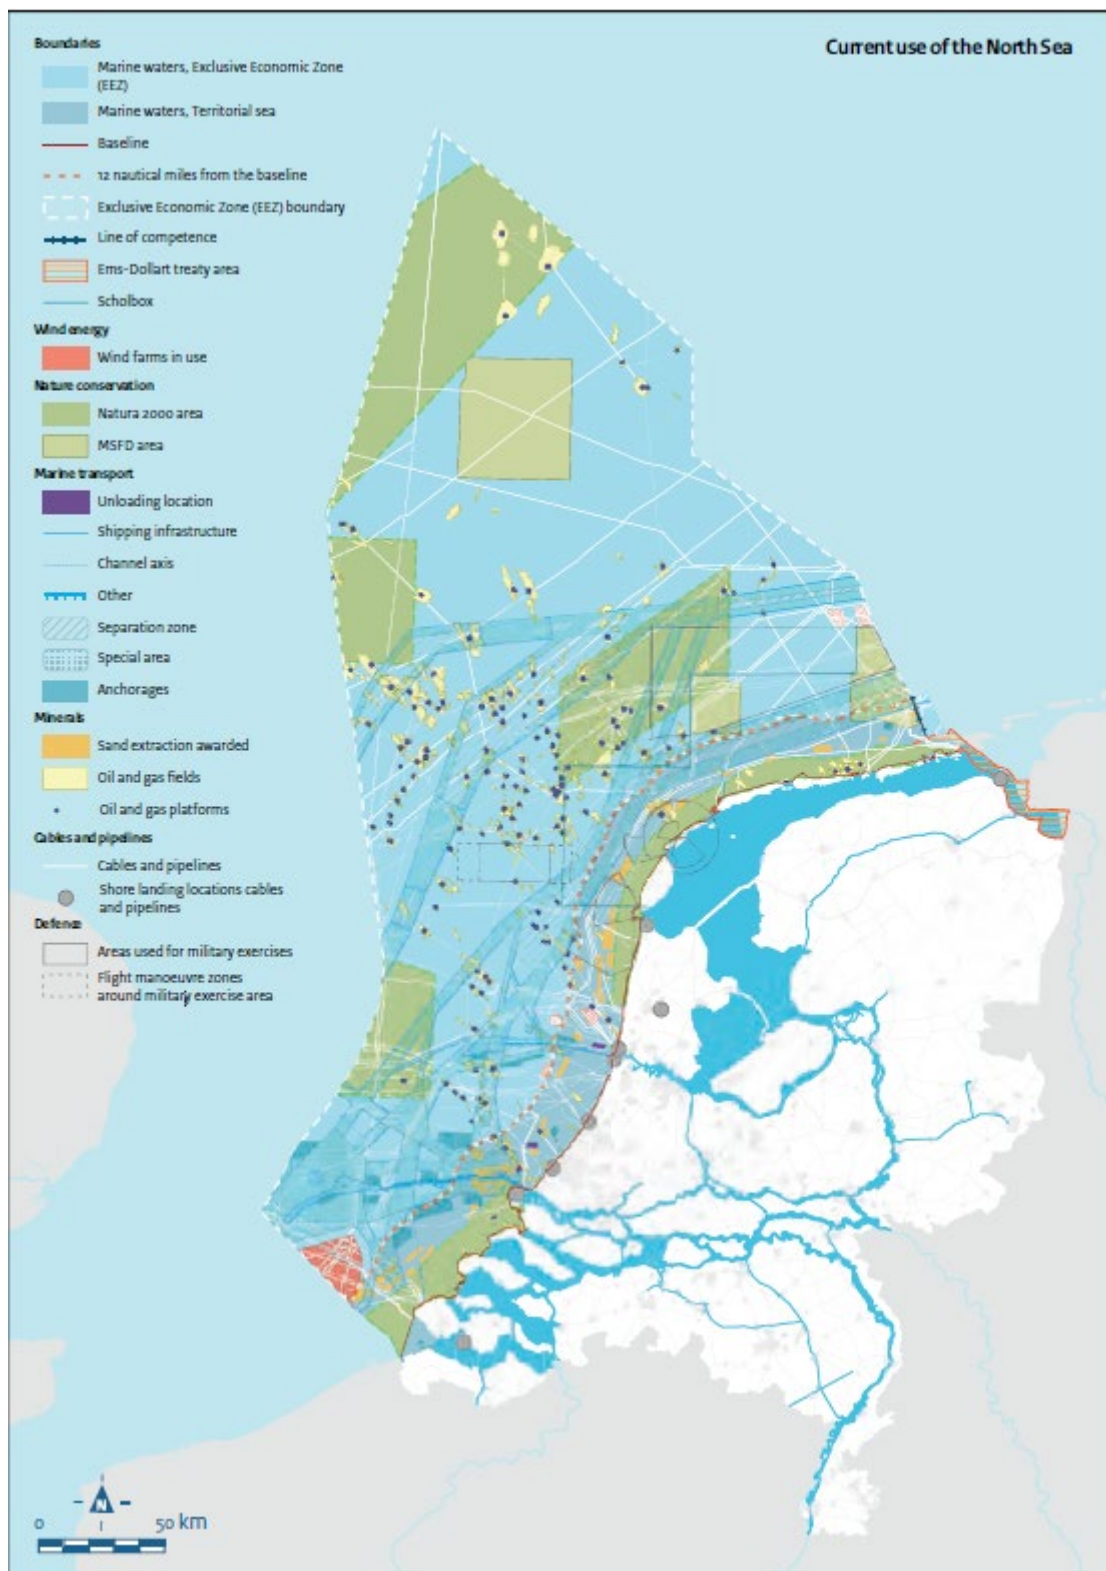 Current use of the North Sea
Boundaries
Marine waters, Exclusive Economic Zone
(EEZ)
Marine waters, Territorial sea
Baseline
12 nautical miles from the baseline
Exclusive Economic Zone (EEZ) boundary
Line of competence
Ems-Dollart treaty area
Scholbox
Wind energy
Wind farms in use
Nature conservation
Natura 2000 area
MSFD area
Marine transport
Unloading location
Shipping infrastructure
Channel axis
Other
Separation zone
Special area
Anchorages
Minerals
Sand extraction awarded
Oil and gas fields
Oil and gas platforms
Cables and pipelines
Cables and pipelines
Shore landing locations cables
and pipelines
Defence
Areas used for military exercises
Flight manoeuvre zones
around military exercise area
N
0 50 km